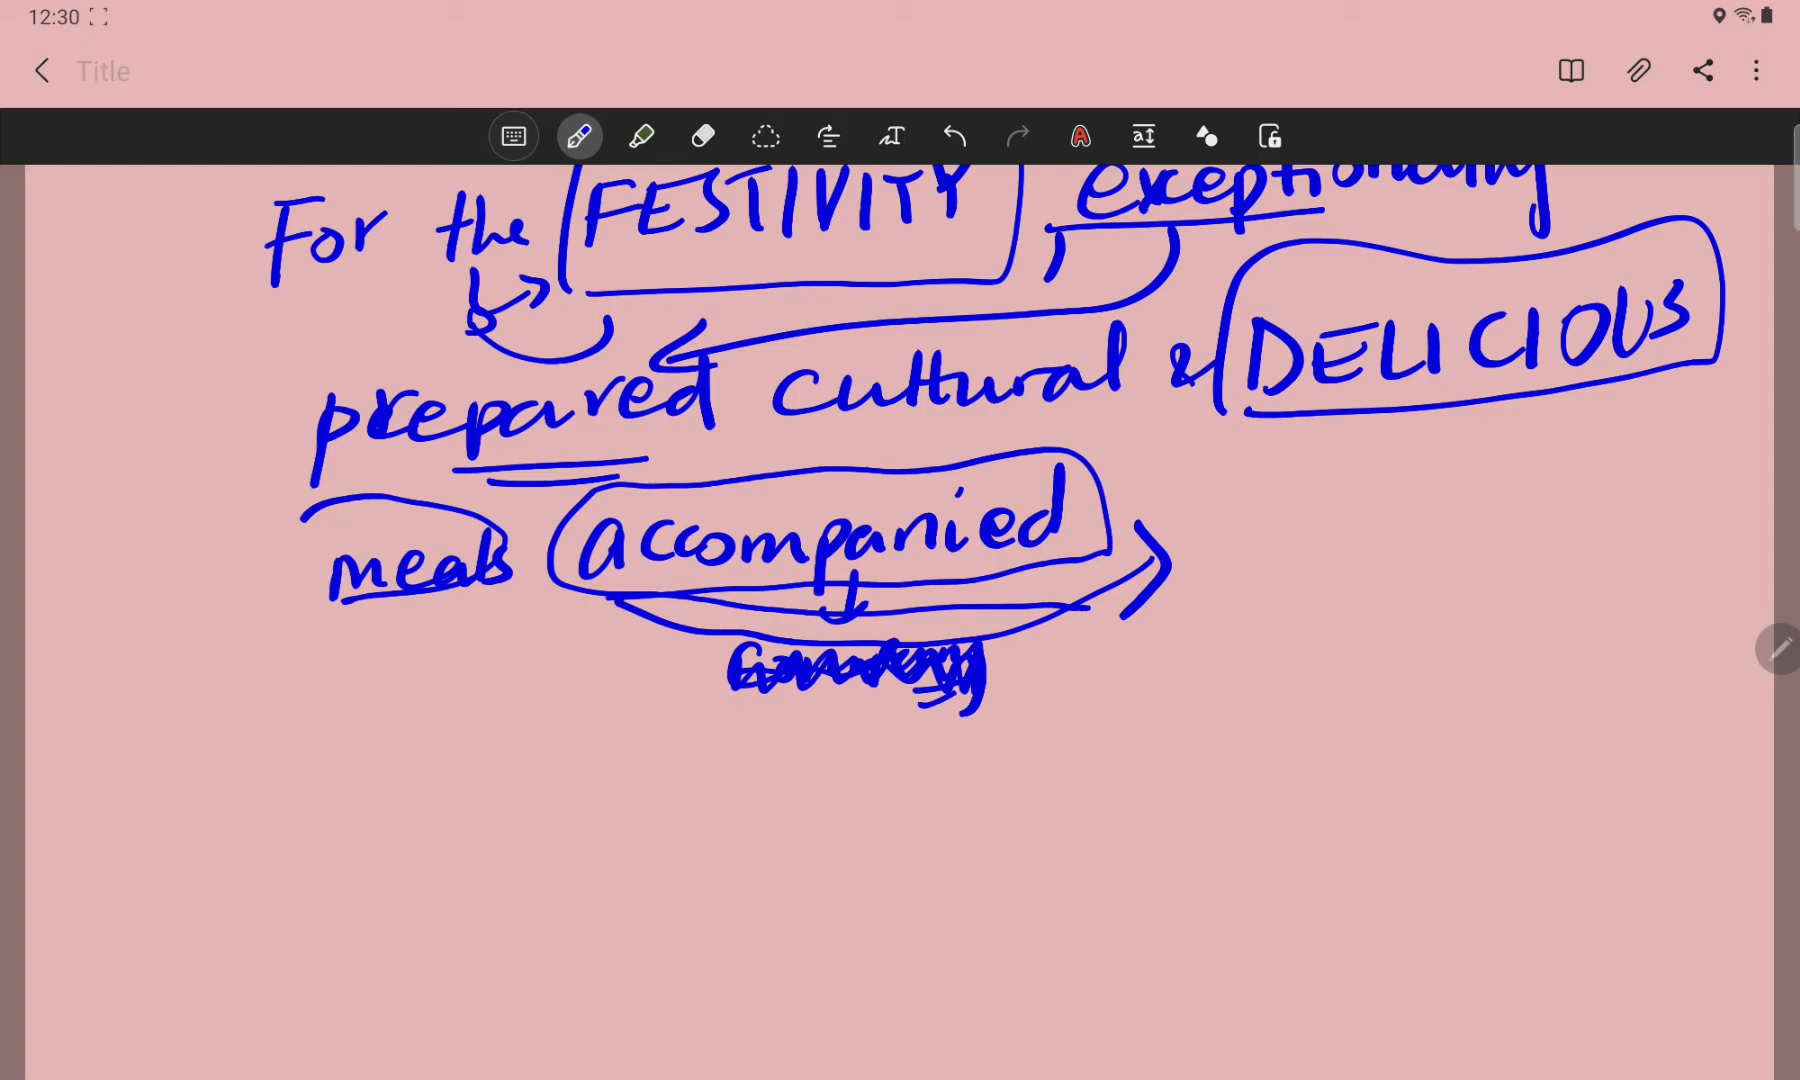 12:30
Title
For the FESTIVITY exceptionally
prepared cultural & DELICIOUS
meals accompanied